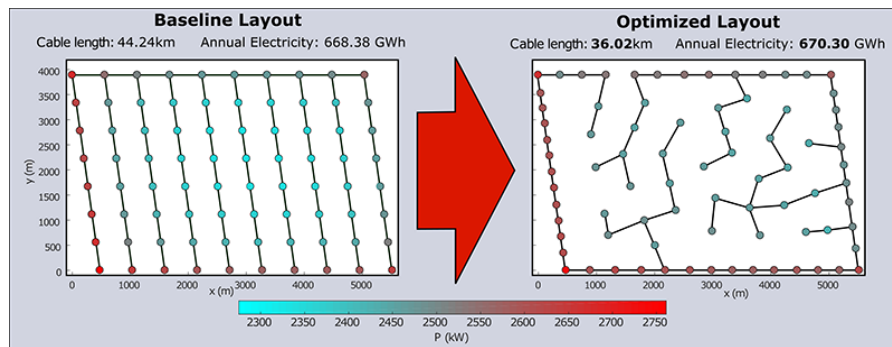 Baseline Layout
Cable length: 44.24km Annual Electricity: 668.38 GWh
Optimized Layout
Cable length: 36.02km Annual Electricity: 670.30 GWh
4000
3500
3000
2500
2000
1500
1000
500
0
y (m)
0 1000 2000 3000 4000 5000
x (m)
0 1000 2000 3000 4000 5000
x (m)
2300 2350 2400 2450 2500 2550 2600 2650 2700 2750
P (kW)